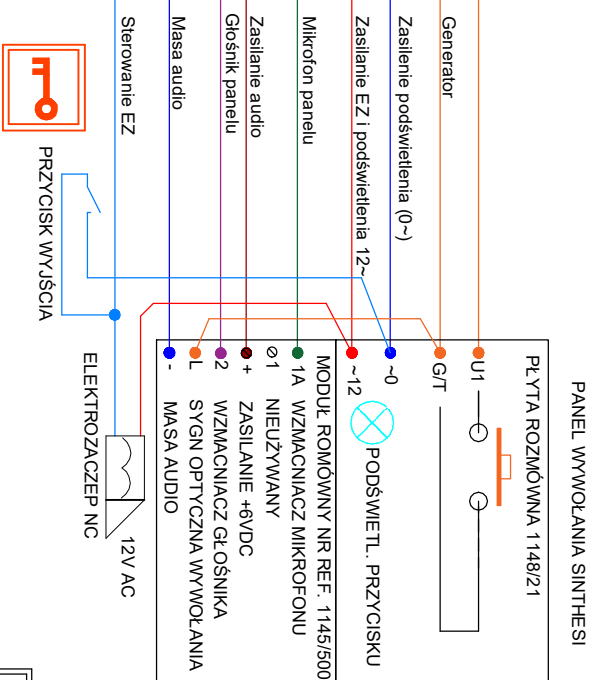 PANEL WYWOŁANIA SINTHESI
PŁYTA ROZMÓWNA 1148/21
U1
G/T
Generator
~0
Zasilenie podświetlenia (0~)
PODŚWIETL. PRZYCISKU
~12
Zasilanie EZ i podświetlenia 12~
MODUŁ ROMÓWNY NR REF. 1145/500
1A WZMACNIACZ MIKROFONU
Mikrofon panelu
⊘1 NIEUŻYWANY
+ ZASILANIE +6VDC
Zasilanie audio
2 WZMACNIACZ GŁOŚNIKA
Głośnik panelu
L SYGN OPTYCZNA WYWOŁANIA
- MASA AUDIO
Masa audio
Sterowanie EZ
12V AC
ELEKTROZACZEP NC
PRZYCISK WYJŚCIA